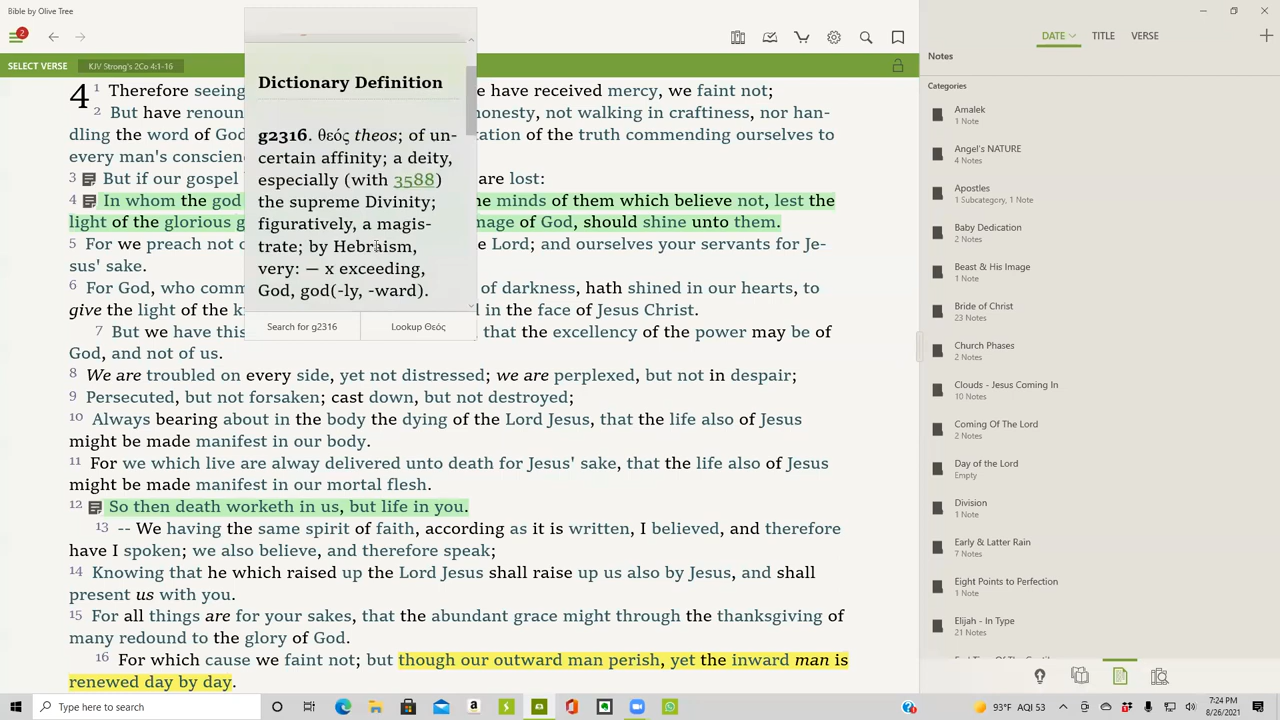 Bible by Olive Tree
2
SELECT VERSE KJV Strong's 2Co 4:1-16
4
1 Therefore seeing
e have received mercy, we faint not;
2 But have renoun
onesty, not walking in craftiness, nor han-
dling the word of God
tation of the truth commending ourselves to
every man's conscienc
3 But if our gospel
are lost:
4 In whom the god
he minds of them which believe not, lest the
light of the glorious g
mage of God, should shine unto them.
5 For we preach not o
e Lord; and ourselves your servants for Je-
sus' sake.
6 For God, who comm
of darkness, hath shined in our hearts, to
give the light of the k
d in the face of Jesus Christ.
7 But we have this
that the excellency of the power may be of
God, and not of us.
8 We are troubled on every side, yet not distressed; we are perplexed, but not in despair;
9 Persecuted, but not forsaken; cast down, but not destroyed;
10 Always bearing about in the body the dying of the Lord Jesus, that the life also of Jesus
might be made manifest in our body.
11 For we which live are alway delivered unto death for Jesus' sake, that the life also of Jesus
might be made manifest in our mortal flesh.
12 So then death worketh in us, but life in you.
13 -- We having the same spirit of faith, according as it is written, I believed, and therefore
have I spoken; we also believe, and therefore speak;
14 Knowing that he which raised up the Lord Jesus shall raise up us also by Jesus, and shall
present us with you.
15 For all things are for your sakes, that the abundant grace might through the thanksgiving of
many redound to the glory of God.
16 For which cause we faint not; but though our outward man perish, yet the inward man is
renewed day by day.
Dictionary Definition
g2316. θεός theos; of un-
certain affinity; a deity,
especially (with 3588)
the supreme Divinity;
figuratively, a magis-
trate; by Hebraism,
very: — x exceeding,
God, god(-ly, -ward).
Search for g2316 Lookup Θεός
DATE TITLE VERSE
Notes
Categories
Amalek
1 Note
Angel's NATURE
4 Notes
Apostles
1 Subcategory, 1 Note
Baby Dedication
2 Notes
Beast & His Image
1 Note
Bride of Christ
23 Notes
Church Phases
2 Notes
Clouds - Jesus Coming In
10 Notes
Coming Of The Lord
2 Notes
Day of the Lord
Empty
Division
1 Note
Early & Latter Rain
7 Notes
Eight Points to Perfection
1 Note
Elijah - In Type
21 Notes
Type here to search
93°F AQI 53
7:24 PM
8/26/2021